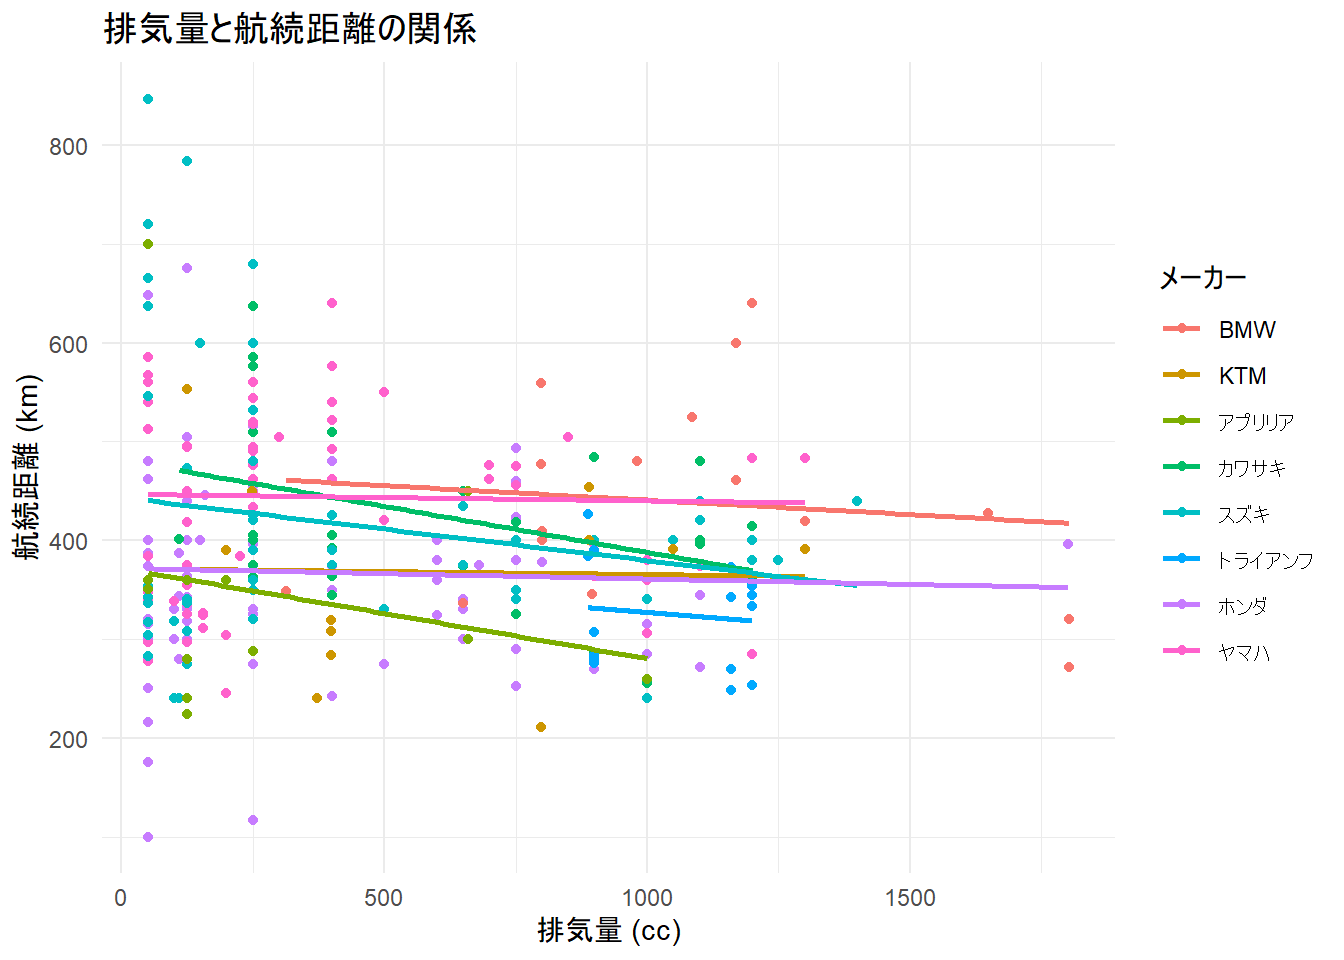 排気量と航続距離の関係
航続距離 (km)
800
600
400
200
0
500
1000
1500
排気量 (cc)
メーカー
BMW
KTM
アプリリア
カワサキ
スズキ
トライアンフ
ホンダ
ヤマハ